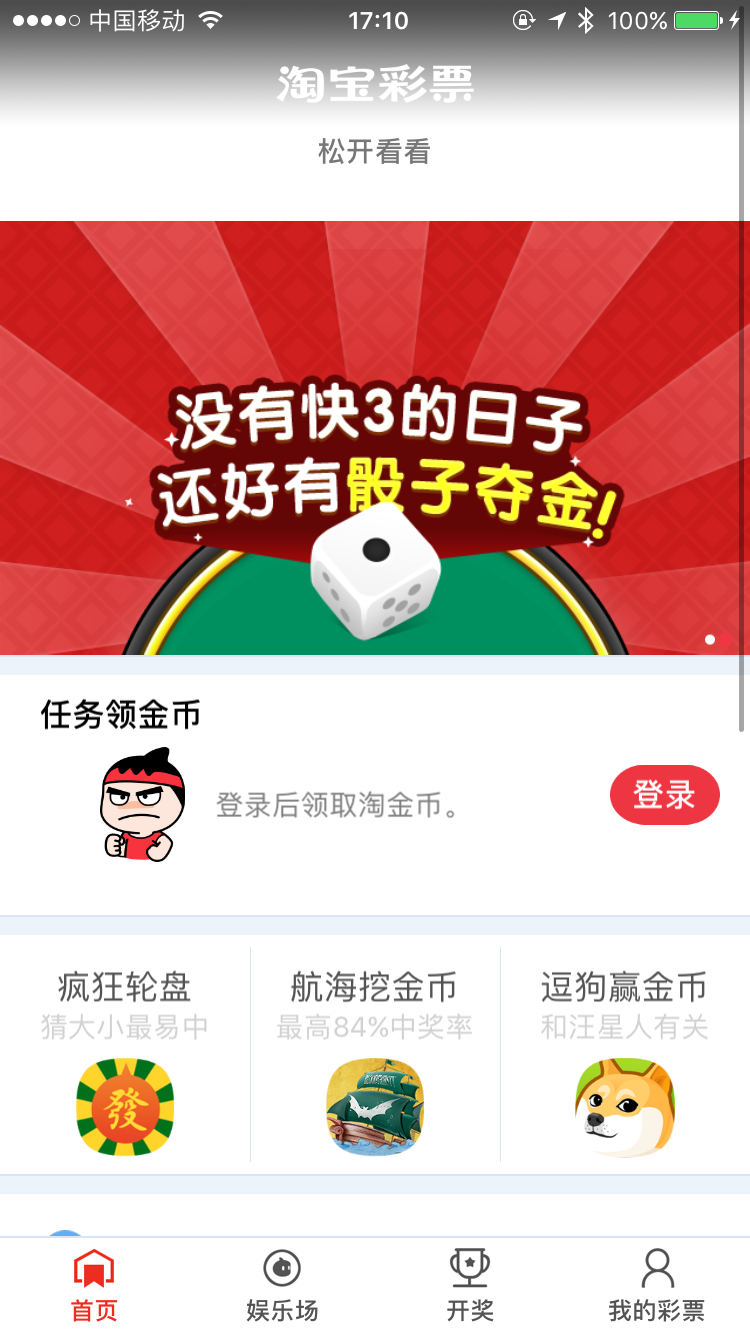 中国移动 17:10 100%
淘宝彩票
松开看看
没有快3的日子
还好有骰子夺金!
任务领金币
登录后领取淘金币。
登录
疯狂轮盘
猜大小最易中
發
航海挖金币
最高84%中奖率
逗狗赢金币
和汪星人有关
首页
娱乐场
开奖
我的彩票